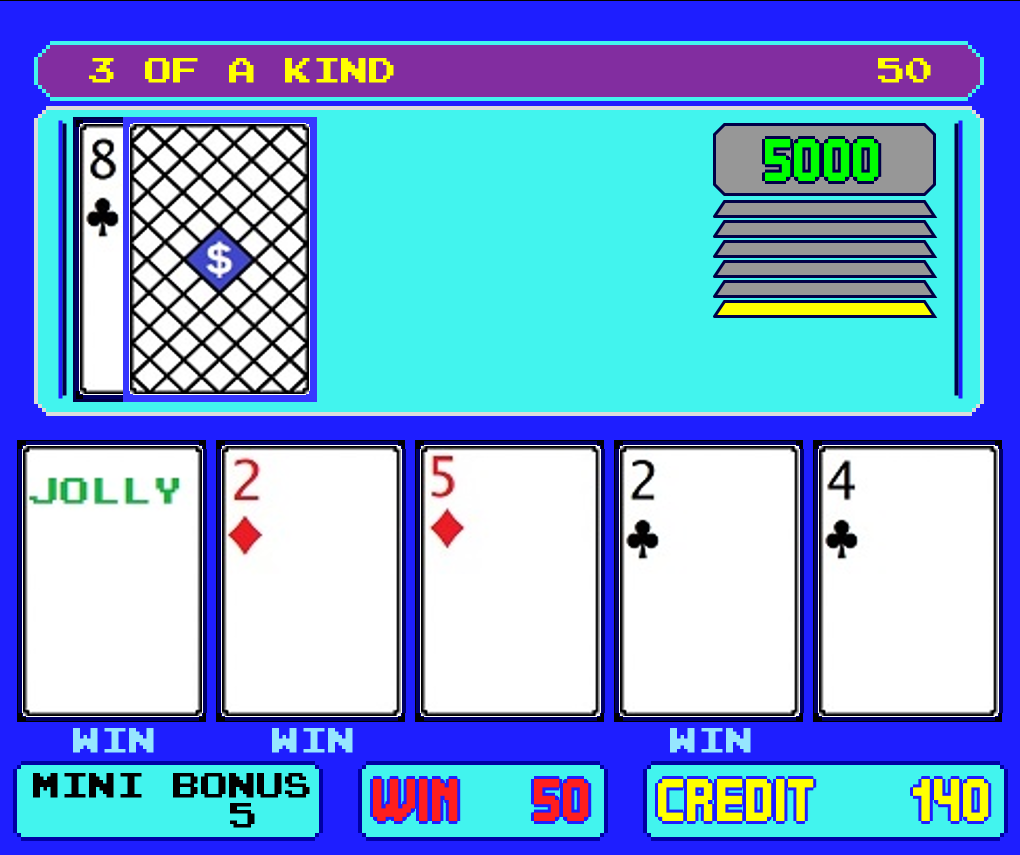 3 OF A KIND 50
8
$
5000
JOLLY 2 5 2 4
WIN WIN WIN
MINI BONUS
5
WIN 50
CREDIT 140